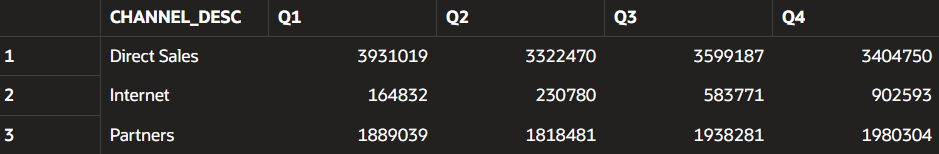 CHANNEL_DESC Q1 Q2 Q3 Q4
1 Direct Sales 3931019 3322470 3599187 3404750
2 Internet 164832 230780 583771 902593
3 Partners 1889039 1818481 1938281 1980304